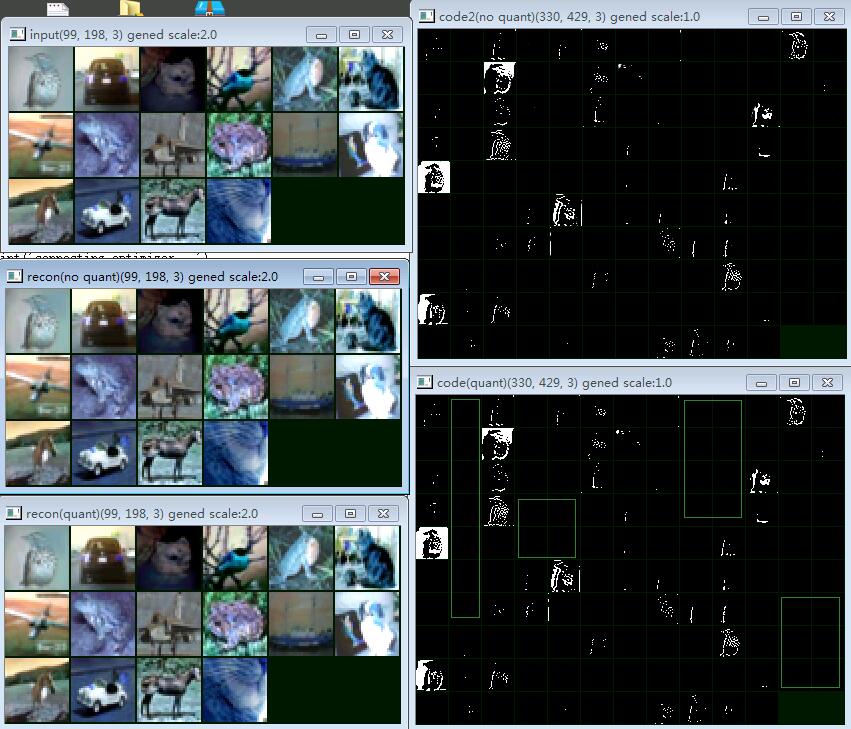 input(99, 198, 3) gened scale:2.0
code2(no quant)(330, 429, 3) gened scale:1.0
recon(no quant)(99, 198, 3) gened scale:2.0
code(quant)(330, 429, 3) gened scale:1.0
recon(quant)(99, 198, 3) gened scale:2.0